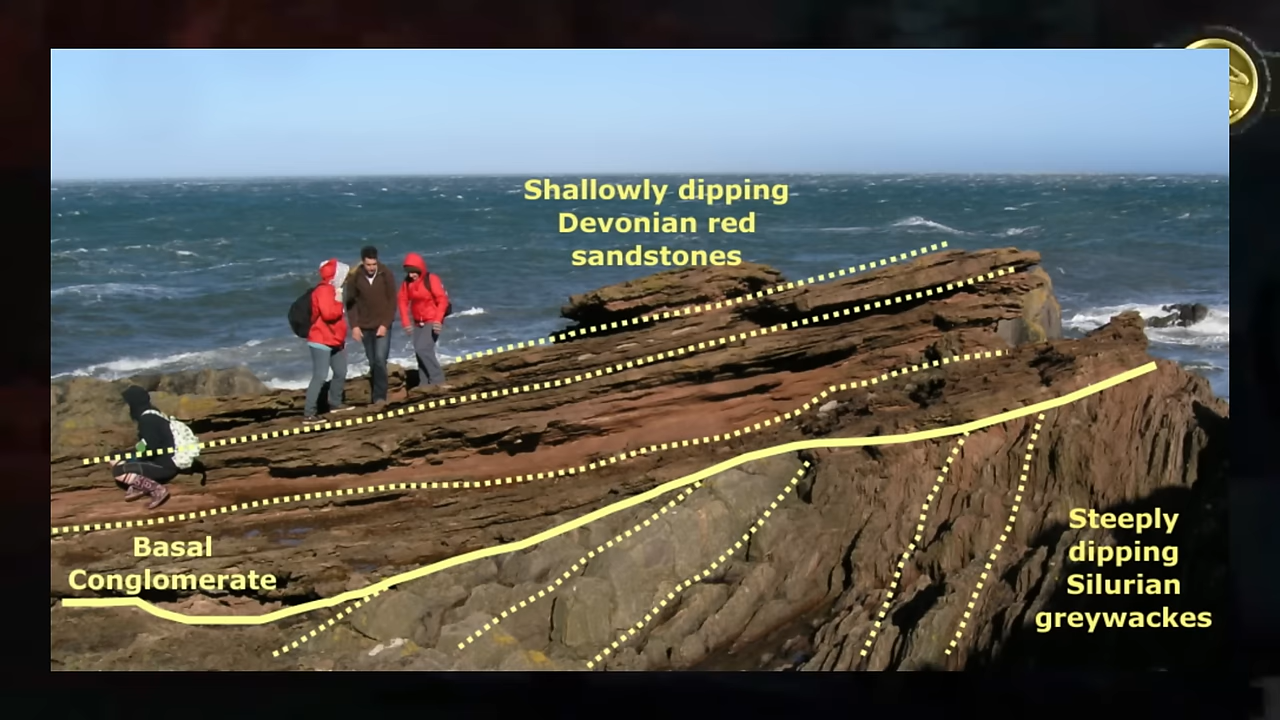 Shallowly dipping
Devonian red
sandstones
Basal
Conglomerate
Steeply
dipping
Silurian
greywackes